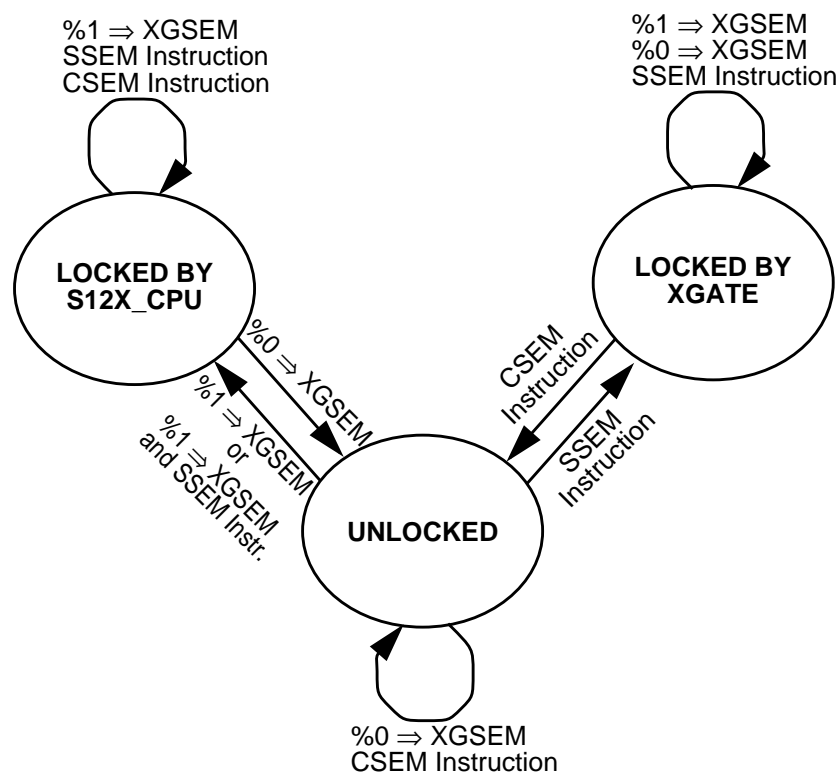 %1 ⇒ XGSEM
SSEM Instruction
CSEM Instruction
%1 ⇒ XGSEM
%0 ⇒ XGSEM
SSEM Instruction
LOCKED BY
S12X_CPU
LOCKED BY
XGATE
%0 ⇒ XGSEM
%1 ⇒ XGSEM
or
%1 ⇒ XGSEM
and SSEM Instr.
CSEM
Instruction
SSEM
Instruction
UNLOCKED
%0 ⇒ XGSEM
CSEM Instruction